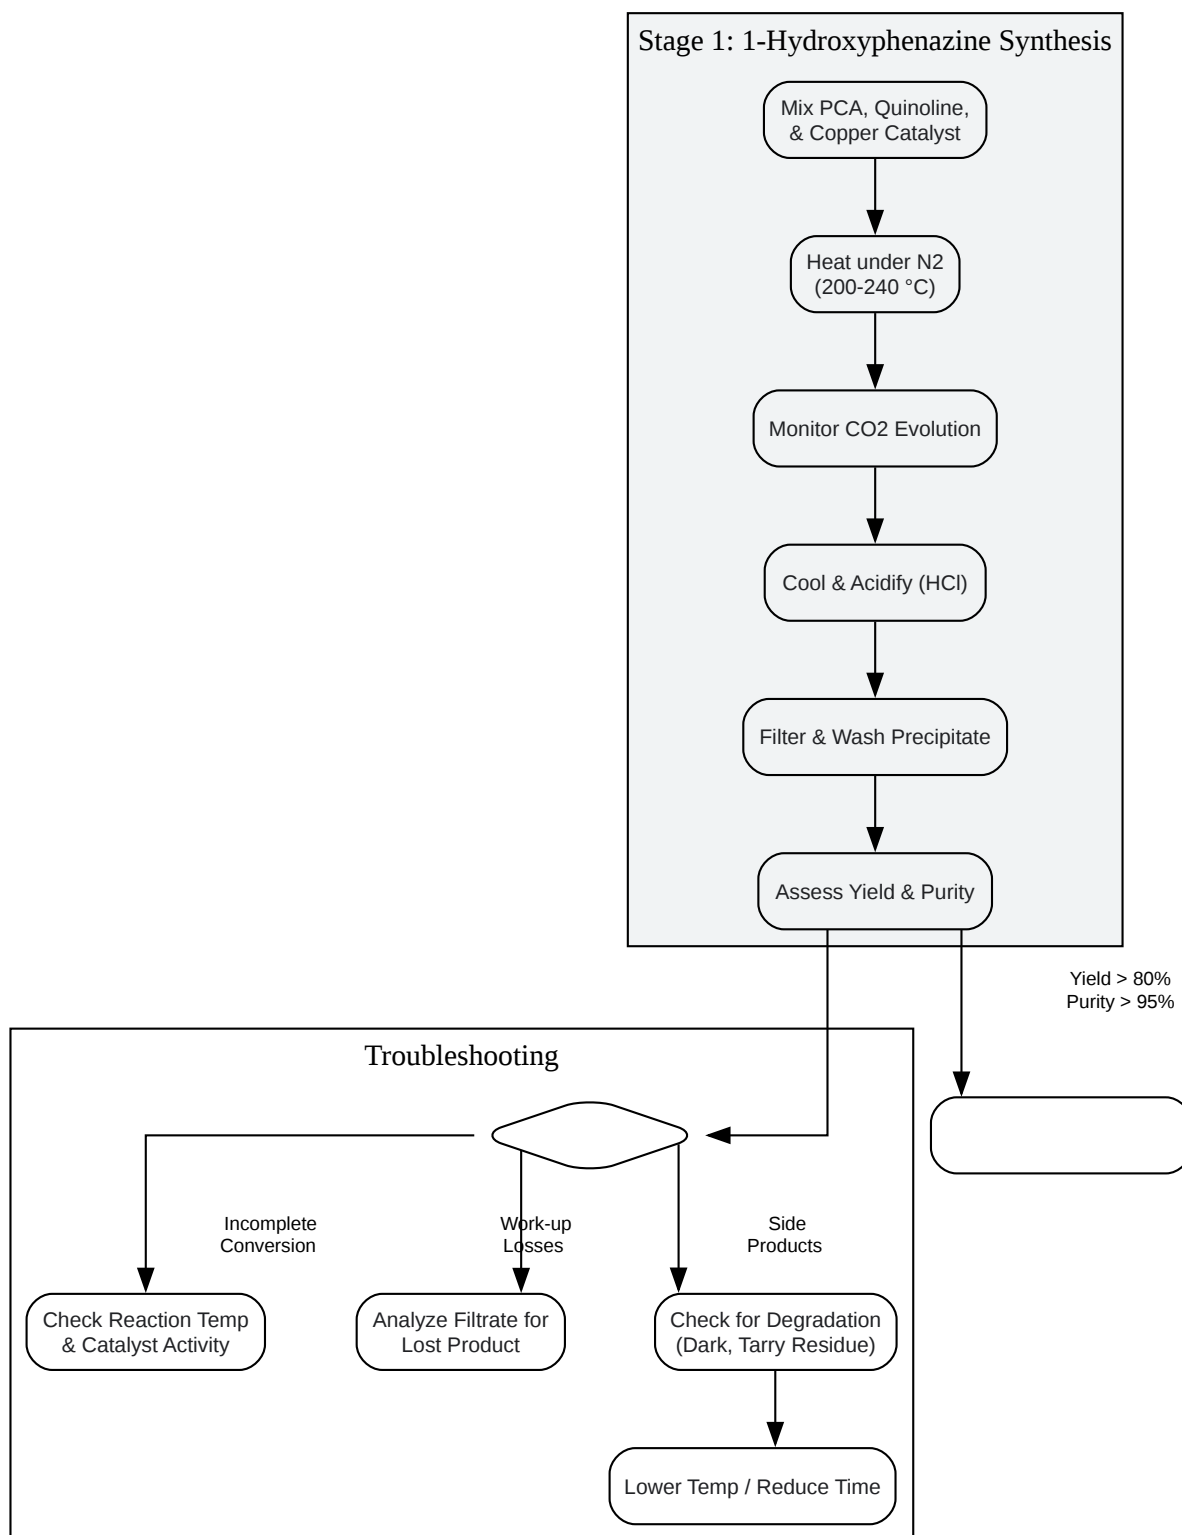 Stage 1: 1-Hydroxyphenazine Synthesis
Mix PCA, Quinoline,
& Copper Catalyst
Heat under N2
(200-240 °C)
Monitor CO2 Evolution
Cool & Acidify (HCl)
Filter & Wash Precipitate
Assess Yield & Purity
Yield > 80%
Purity > 95%
Troubleshooting
Incomplete
Conversion
Work-up
Losses
Side
Products
Check Reaction Temp
& Catalyst Activity
Analyze Filtrate for
Lost Product
Check for Degradation
(Dark, Tarry Residue)
Lower Temp / Reduce Time